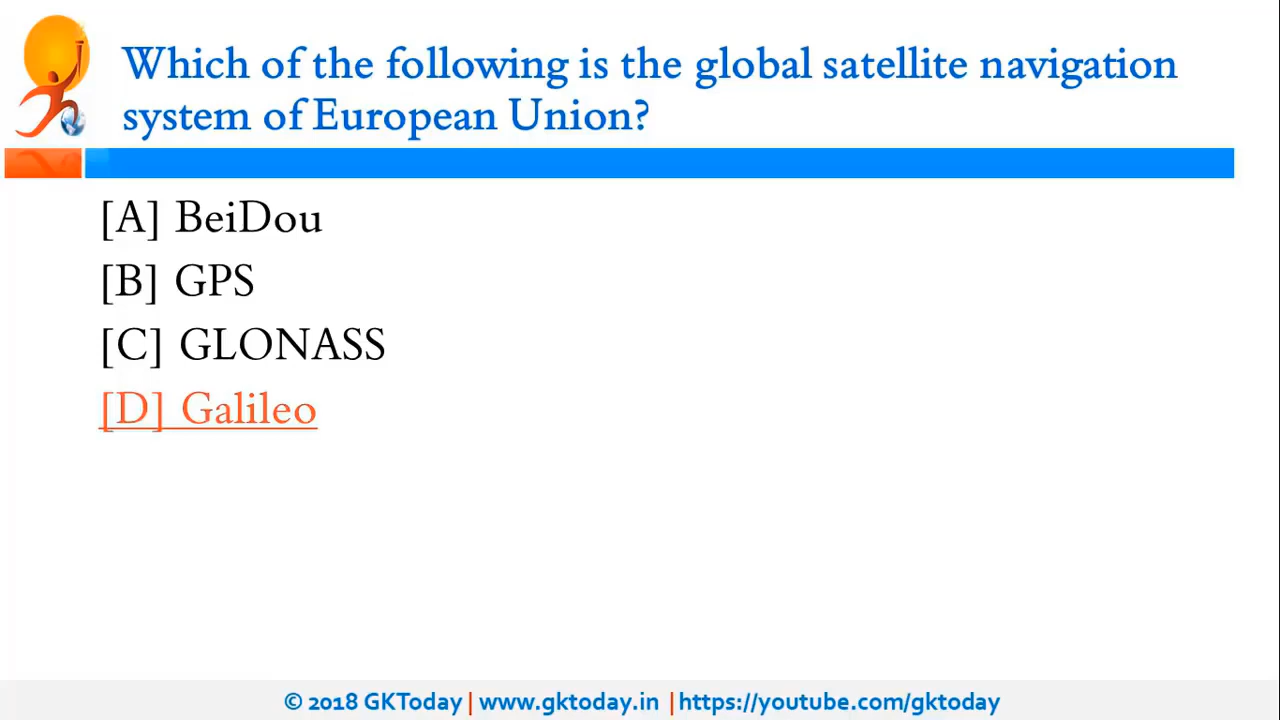 Which of the following is the global satellite navigation
system of European Union?
[A] BeiDou
[B] GPS
[C] GLONASS
[D] Galileo
© 2018 GKToday | www.gktoday.in | https://youtube.com/gktoday